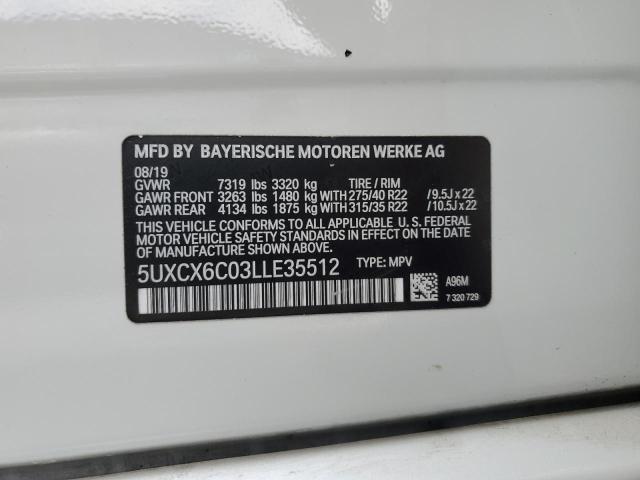 MFD BY BAYERISCHE MOTOREN WERKE AG
08/19
GVWR 7319 lbs 3320 kg TIRE / RIM
GAWR FRONT 3263 lbs 1480 kg WITH 275/40 R22 /9.5J x 22
GAWR REAR 4134 lbs 1875 kg WITH 315/35 R22 /10.5J x 22
THIS VEHICLE CONFORMS TO ALL APPLICABLE U.S. FEDERAL
MOTOR VEHICLE SAFETY STANDARDS IN EFFECT ON THE DATE
OF MANUFACTURE SHOWN ABOVE.
5UXCX6C03LLE35512 TYPE: MPV
A96M
7 320 729